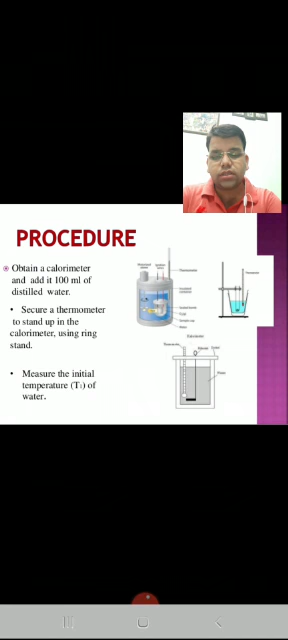 PROCEDURE
Obtain a calorimeter
and add it 100 ml of
distilled water.
• Secure a thermometer
to stand up in the
calorimeter, using ring
stand.
• Measure the initial
temperature (T₁) of
water.
Thermometer
Water